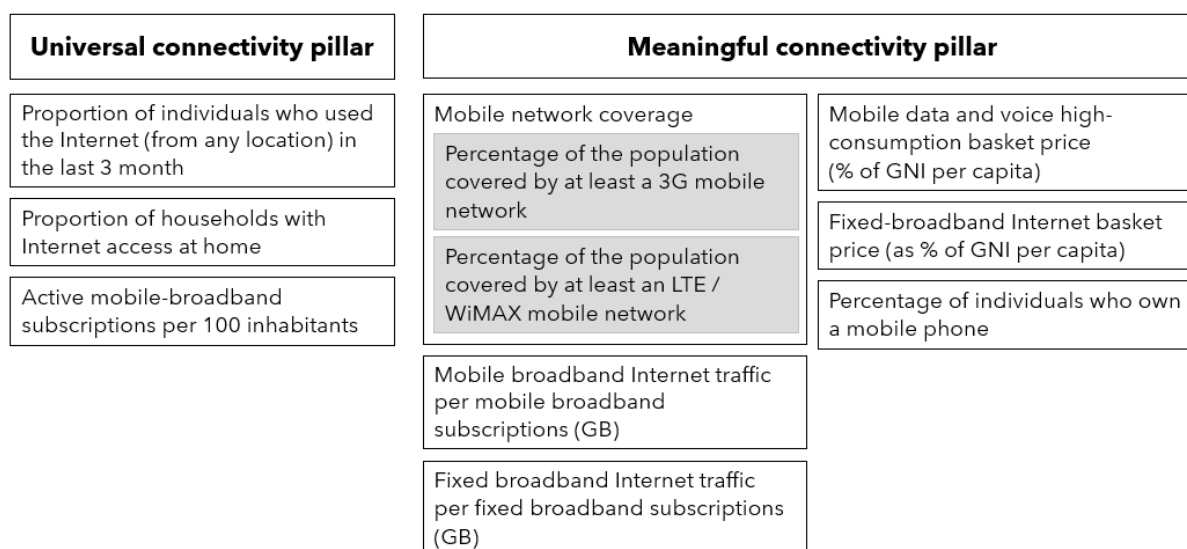 Universal connectivity pillar
Proportion of individuals who used
the Internet (from any location) in
the last 3 month
Proportion of households with
Internet access at home
Active mobile-broadband
subscriptions per 100 inhabitants
Meaningful connectivity pillar
Mobile network coverage
Percentage of the population
covered by at least a 3G mobile
network
Percentage of the population
covered by at least an LTE /
WiMAX mobile network
Mobile broadband Internet traffic
per mobile broadband
subscriptions (GB)
Fixed broadband Internet traffic
per fixed broadband subscriptions
(GB)
Mobile data and voice high-
consumption basket price
(% of GNI per capita)
Fixed-broadband Internet basket
price (as % of GNI per capita)
Percentage of individuals who own
a mobile phone